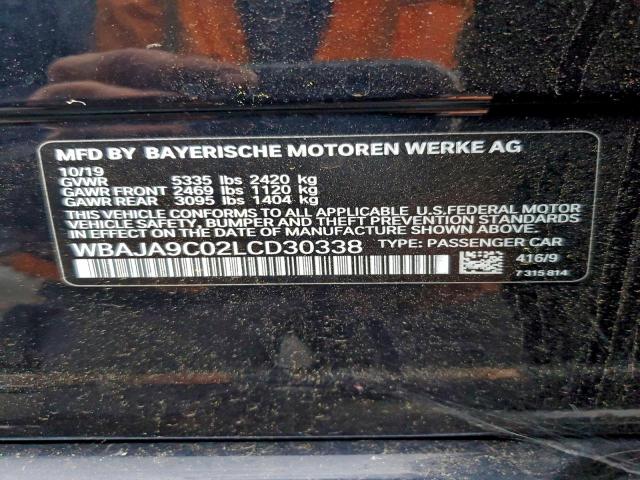 MFD BY BAYERISCHE MOTOREN WERKE AG
10/19
GVWR 5335 lbs 2420 kg
GAWR FRONT 2469 lbs 1120 kg
GAWR REAR 3095 lbs 1404 kg
THIS VEHICLE CONFORMS TO ALL APPLICABLE U.S.FEDERAL MOTOR
VEHICLE SAFETY, BUMPER AND THEFT PREVENTION STANDARDS
IN EFFECT ON THE DATE OF MANUFACTURE SHOWN ABOVE.
WBAJA9C02LCD30338 TYPE: PASSENGER CAR
416/9
7 315 814